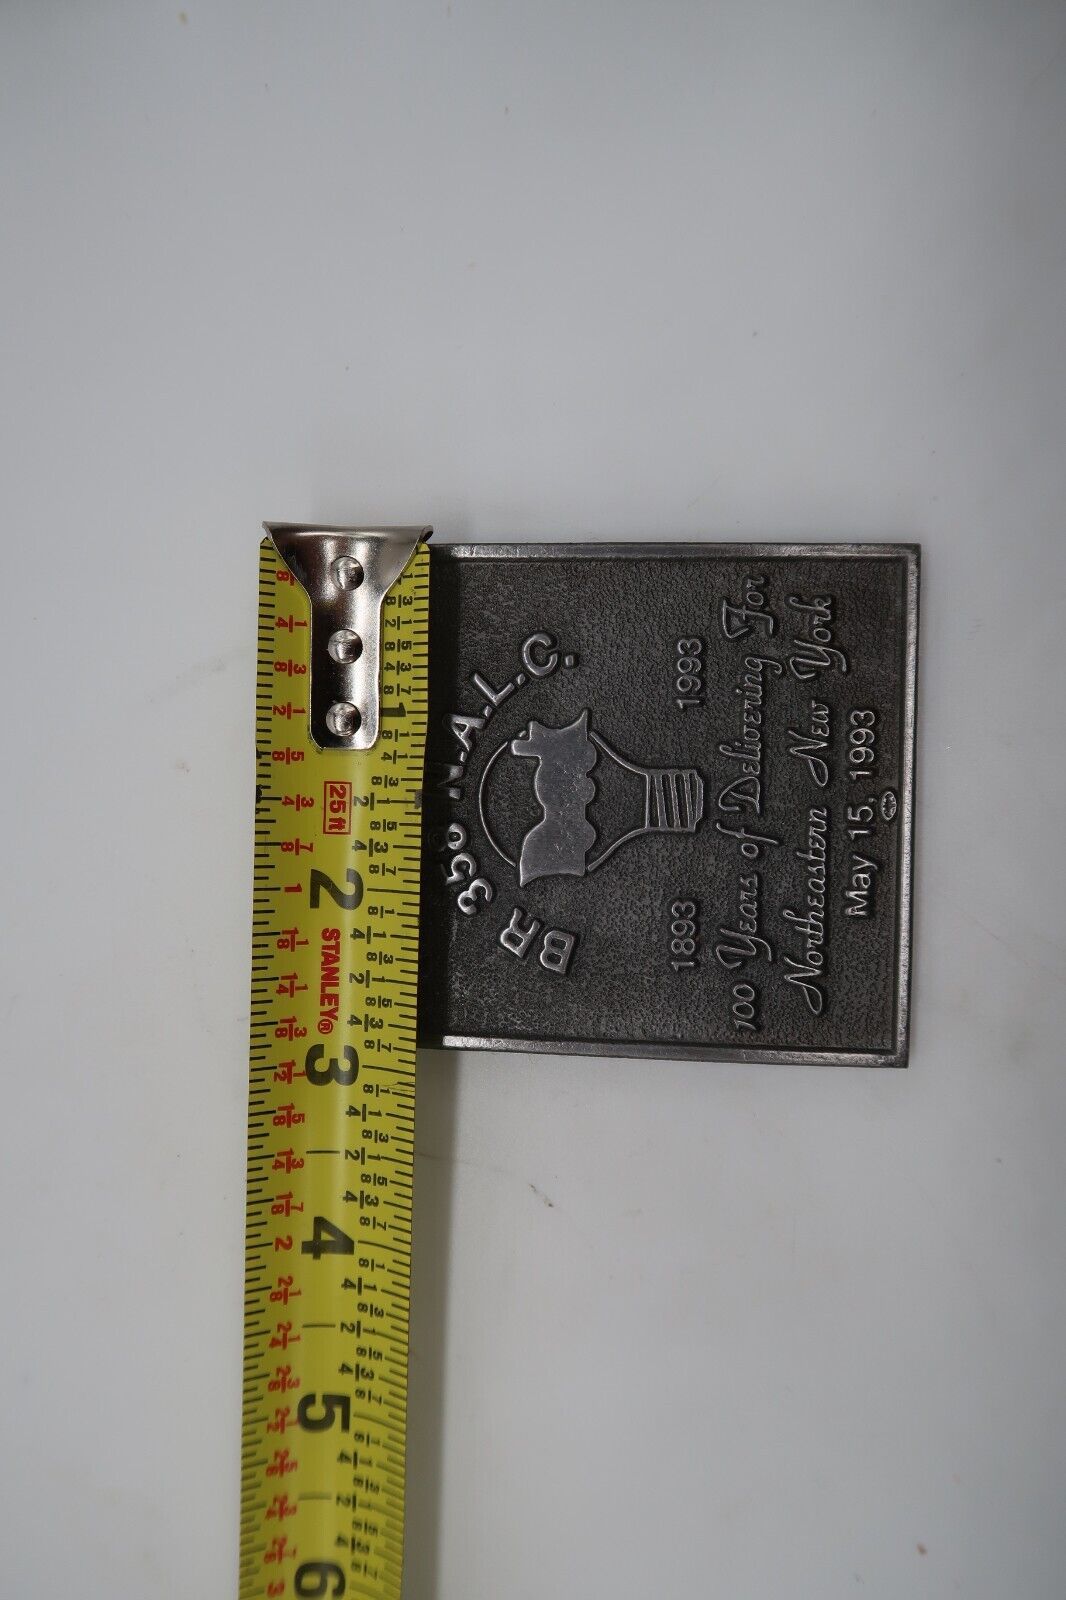 BR 358 N.A.L.C.
1893 1993
100 Years of Delivering For
Northeastern New York
May 15, 1993
25ft
STANLEY®
1
2
3
4
5
6